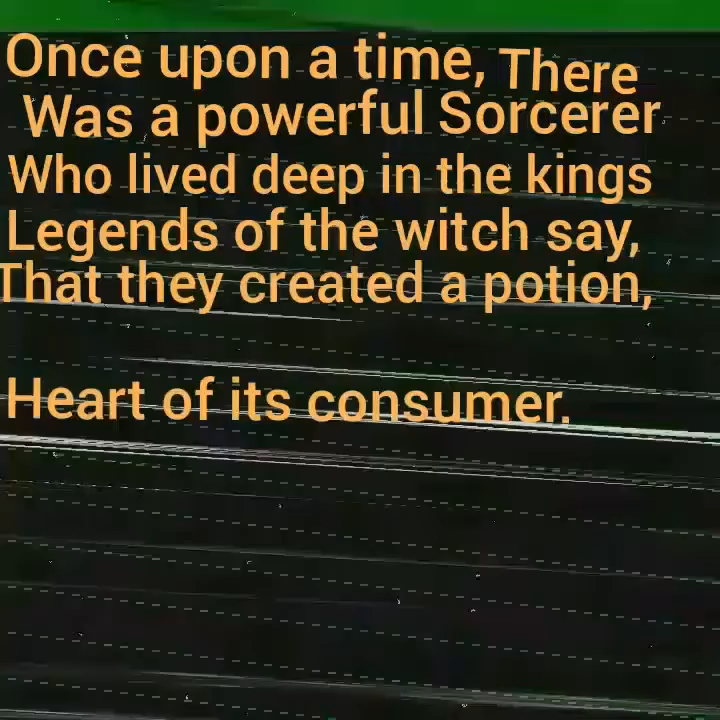 Once upon a time, There
Was a powerful Sorcerer
Who lived deep in the kings
Legends of the witch say,
That they created a potion,
Heart of its consumer.